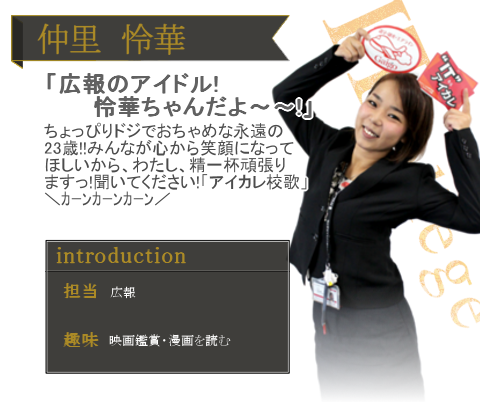 仲里 怜華
「広報のアイドル!
怜華ちゃんだよ～～!」
ちょっぴりドジでおちゃめな永遠の
23歳!!みんなが心から笑顔になって
ほしいから、わたし、精一杯頑張り
ますっ!聞いてください!「アイカレ校歌」
＼ｶｰﾝｶｰﾝｶｰﾝ／
introduction
担当 広報
趣味 映画鑑賞・漫画を読む
アイカレ
ege